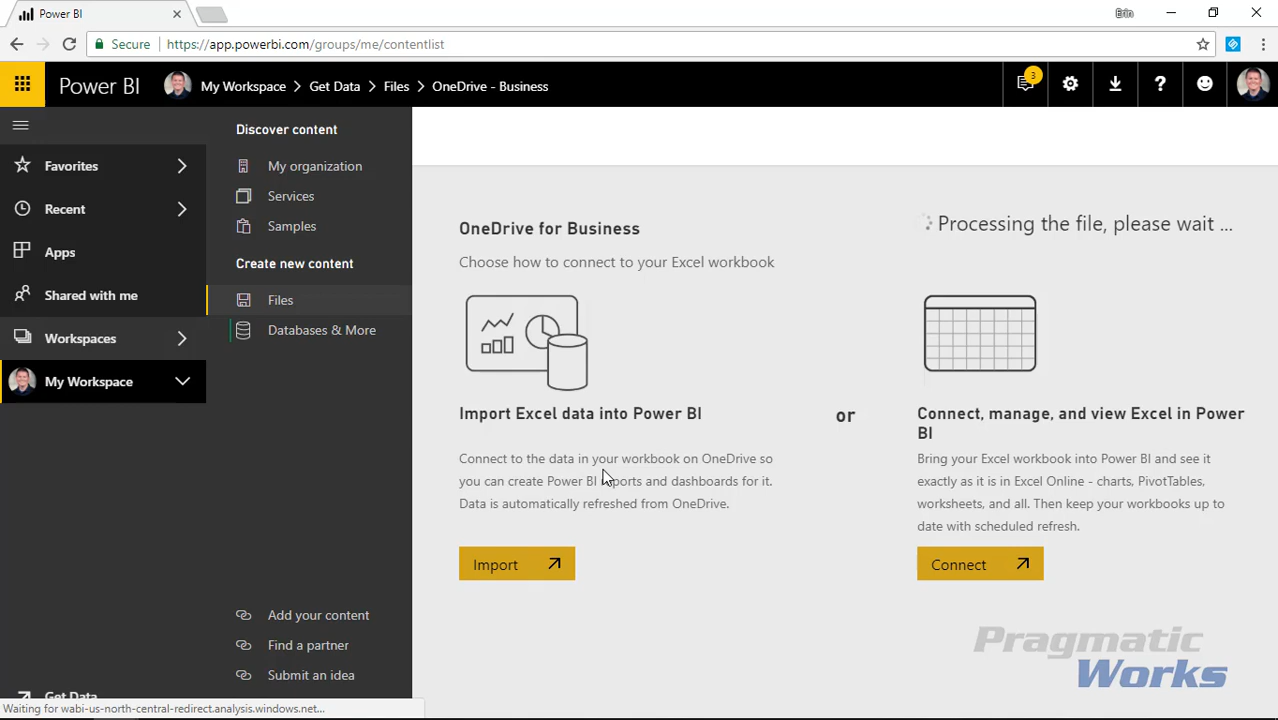 Power BI
Erin
Secure
https://app.powerbi.com/groups/me/contentlist
Power BI
My Workspace
Get Data
Files
OneDrive - Business
3
Favorites
Recent
Apps
Shared with me
Workspaces
My Workspace
Get Data
Discover content
My organization
Services
Samples
Create new content
Files
Databases & More
Add your content
Find a partner
Submit an idea
OneDrive for Business
Choose how to connect to your Excel workbook
Processing the file, please wait ...
Import Excel data into Power BI
Connect to the data in your workbook on OneDrive so
you can create Power BI reports and dashboards for it.
Data is automatically refreshed from OneDrive.
Import
or
Connect, manage, and view Excel in Power
BI
Bring your Excel workbook into Power BI and see it
exactly as it is in Excel Online - charts, PivotTables,
worksheets, and all. Then keep your workbooks up to
date with scheduled refresh.
Connect
Pragmatic
Works
Waiting for wabi-us-north-central-redirect.analysis.windows.net...